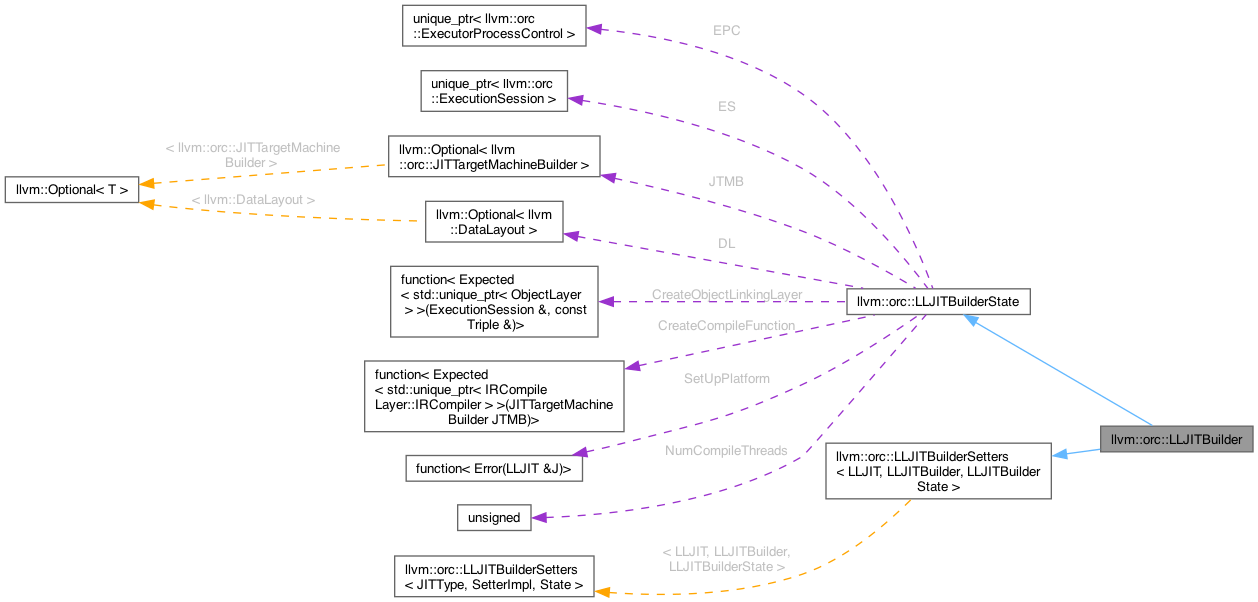 unique_ptr< llvm::orc
::ExecutorProcessControl >
EPC
unique_ptr< llvm::orc
::ExecutionSession >
ES
< llvm::orc::JITTargetMachine
Builder >
llvm::Optional< llvm
::orc::JITTargetMachineBuilder >
JTMB
llvm::Optional< T >
< llvm::DataLayout >
llvm::Optional< llvm
::DataLayout >
DL
function< Expected
< std::unique_ptr< ObjectLayer
> >(ExecutionSession &, const
Triple &)>
CreateObjectLinkingLayer
llvm::orc::LLJITBuilderState
CreateCompileFunction
function< Expected
< std::unique_ptr< IRCompile
Layer::IRCompiler > >(JITTargetMachine
Builder JTMB)>
SetUpPlatform
function< Error(LLJIT &J)>
NumCompileThreads
unsigned
llvm::orc::LLJITBuilder
llvm::orc::LLJITBuilderSetters
< LLJIT, LLJITBuilder, LLJITBuilder
State >
< LLJIT, LLJITBuilder,
LLJITBuilderState >
llvm::orc::LLJITBuilderSetters
< JITType, SetterImpl, State >